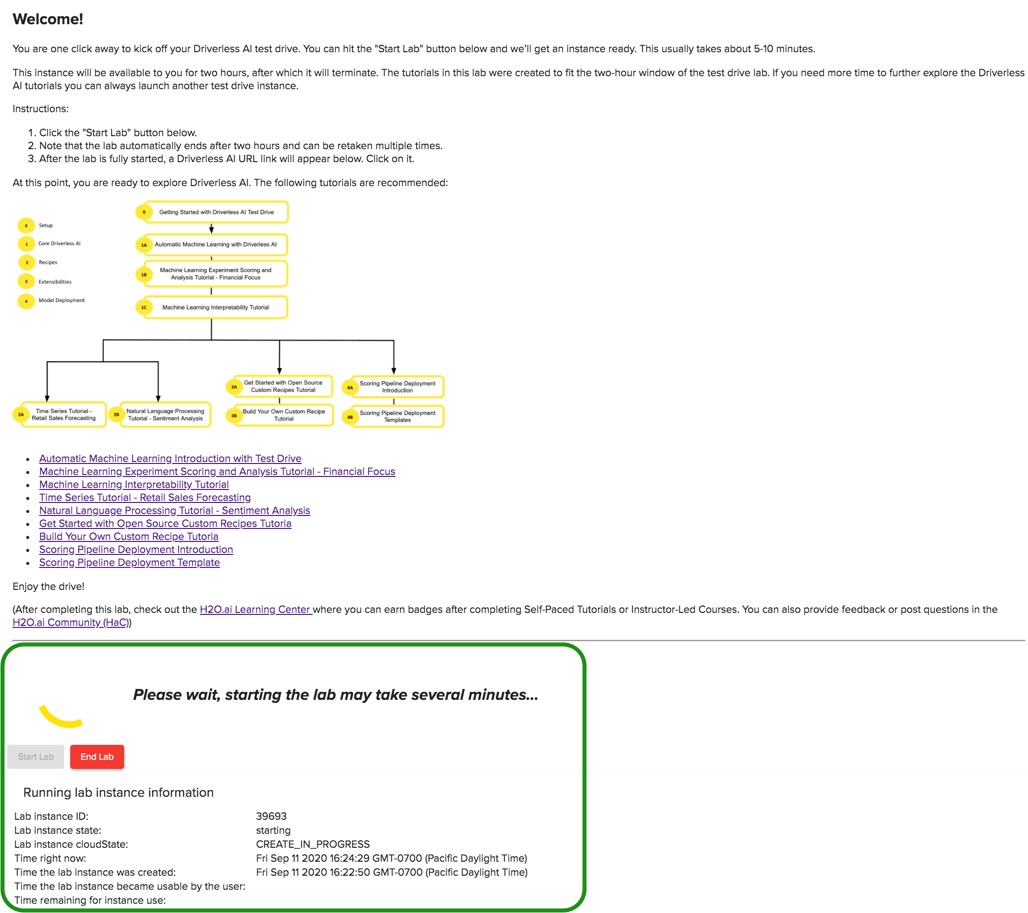 Welcome!
You are one click away to kick off your Driverless AI test drive. You can hit the "Start Lab" button below and we'll get an instance ready. This usually takes about 5-10 minutes.
This instance will be available to you for two hours, after which it will terminate. The tutorials in this lab were created to fit the two-hour window of the test drive lab. If you need more time to further explore the Driverless
AI tutorials you can always launch another test drive instance.
Instructions:
1. Click the "Start Lab" button below.
2. Note that the lab automatically ends after two hours and can be retaken multiple times.
3. After the lab is fully started, a Driverless AI URL link will appear below. Click on it.
At this point, you are ready to explore Driverless AI. The following tutorials are recommended:
0 Setup
1 Core Driverless AI
2 Recipes
3 Extensibilities
4 Model Deployment
0 Getting Started with Driverless AI Test Drive
1A Automatic Machine Learning with Driverless AI
1B Machine Learning Experiment Scoring and
Analysis Tutorial - Financial Focus
1C Machine Learning Interpretability Tutorial
2A Time Series Tutorial -
Retail Sales Forecasting
2B Natural Language Processing
Tutorial - Sentiment Analysis
3A Get Started with Open Source
Custom Recipes Tutorial
3B Build Your Own Custom Recipe
Tutorial
4A Scoring Pipeline Deployment
Introduction
4B Scoring Pipeline Deployment
Templates
• Automatic Machine Learning Introduction with Test Drive
• Machine Learning Experiment Scoring and Analysis Tutorial - Financial Focus
• Machine Learning Interpretability Tutorial
• Time Series Tutorial - Retail Sales Forecasting
• Natural Language Processing Tutorial - Sentiment Analysis
• Get Started with Open Source Custom Recipes Tutoria
• Build Your Own Custom Recipe Tutoria
• Scoring Pipeline Deployment Introduction
• Scoring Pipeline Deployment Template
Enjoy the drive!
(After completing this lab, check out the H2O.ai Learning Center where you can earn badges after completing Self-Paced Tutorials or Instructor-Led Courses. You can also provide feedback or post questions in the
H2O.ai Community (HaC))
Please wait, starting the lab may take several minutes...
Start Lab End Lab
Running lab instance information
Lab instance ID: 39693
Lab instance state: starting
Lab instance cloudState: CREATE_IN_PROGRESS
Time right now: Fri Sep 11 2020 16:24:29 GMT-0700 (Pacific Daylight Time)
Time the lab instance was created: Fri Sep 11 2020 16:22:50 GMT-0700 (Pacific Daylight Time)
Time the lab instance became usable by the user:
Time remaining for instance use: